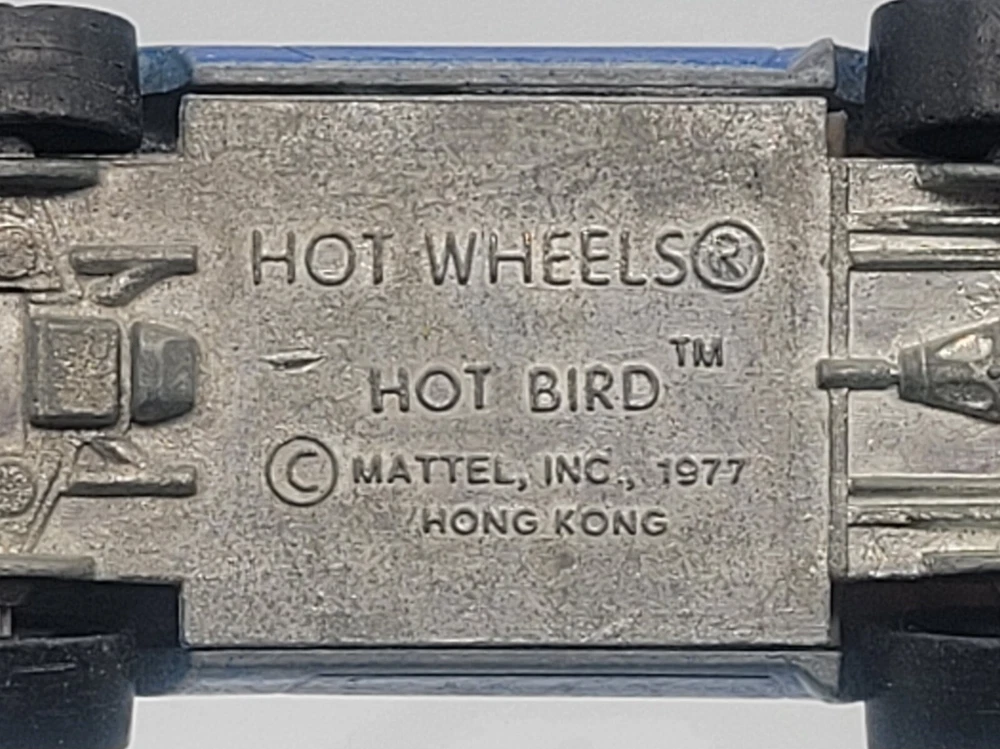 HOT WHEELS®
HOT BIRD™
© MATTEL, INC., 1977
HONG KONG